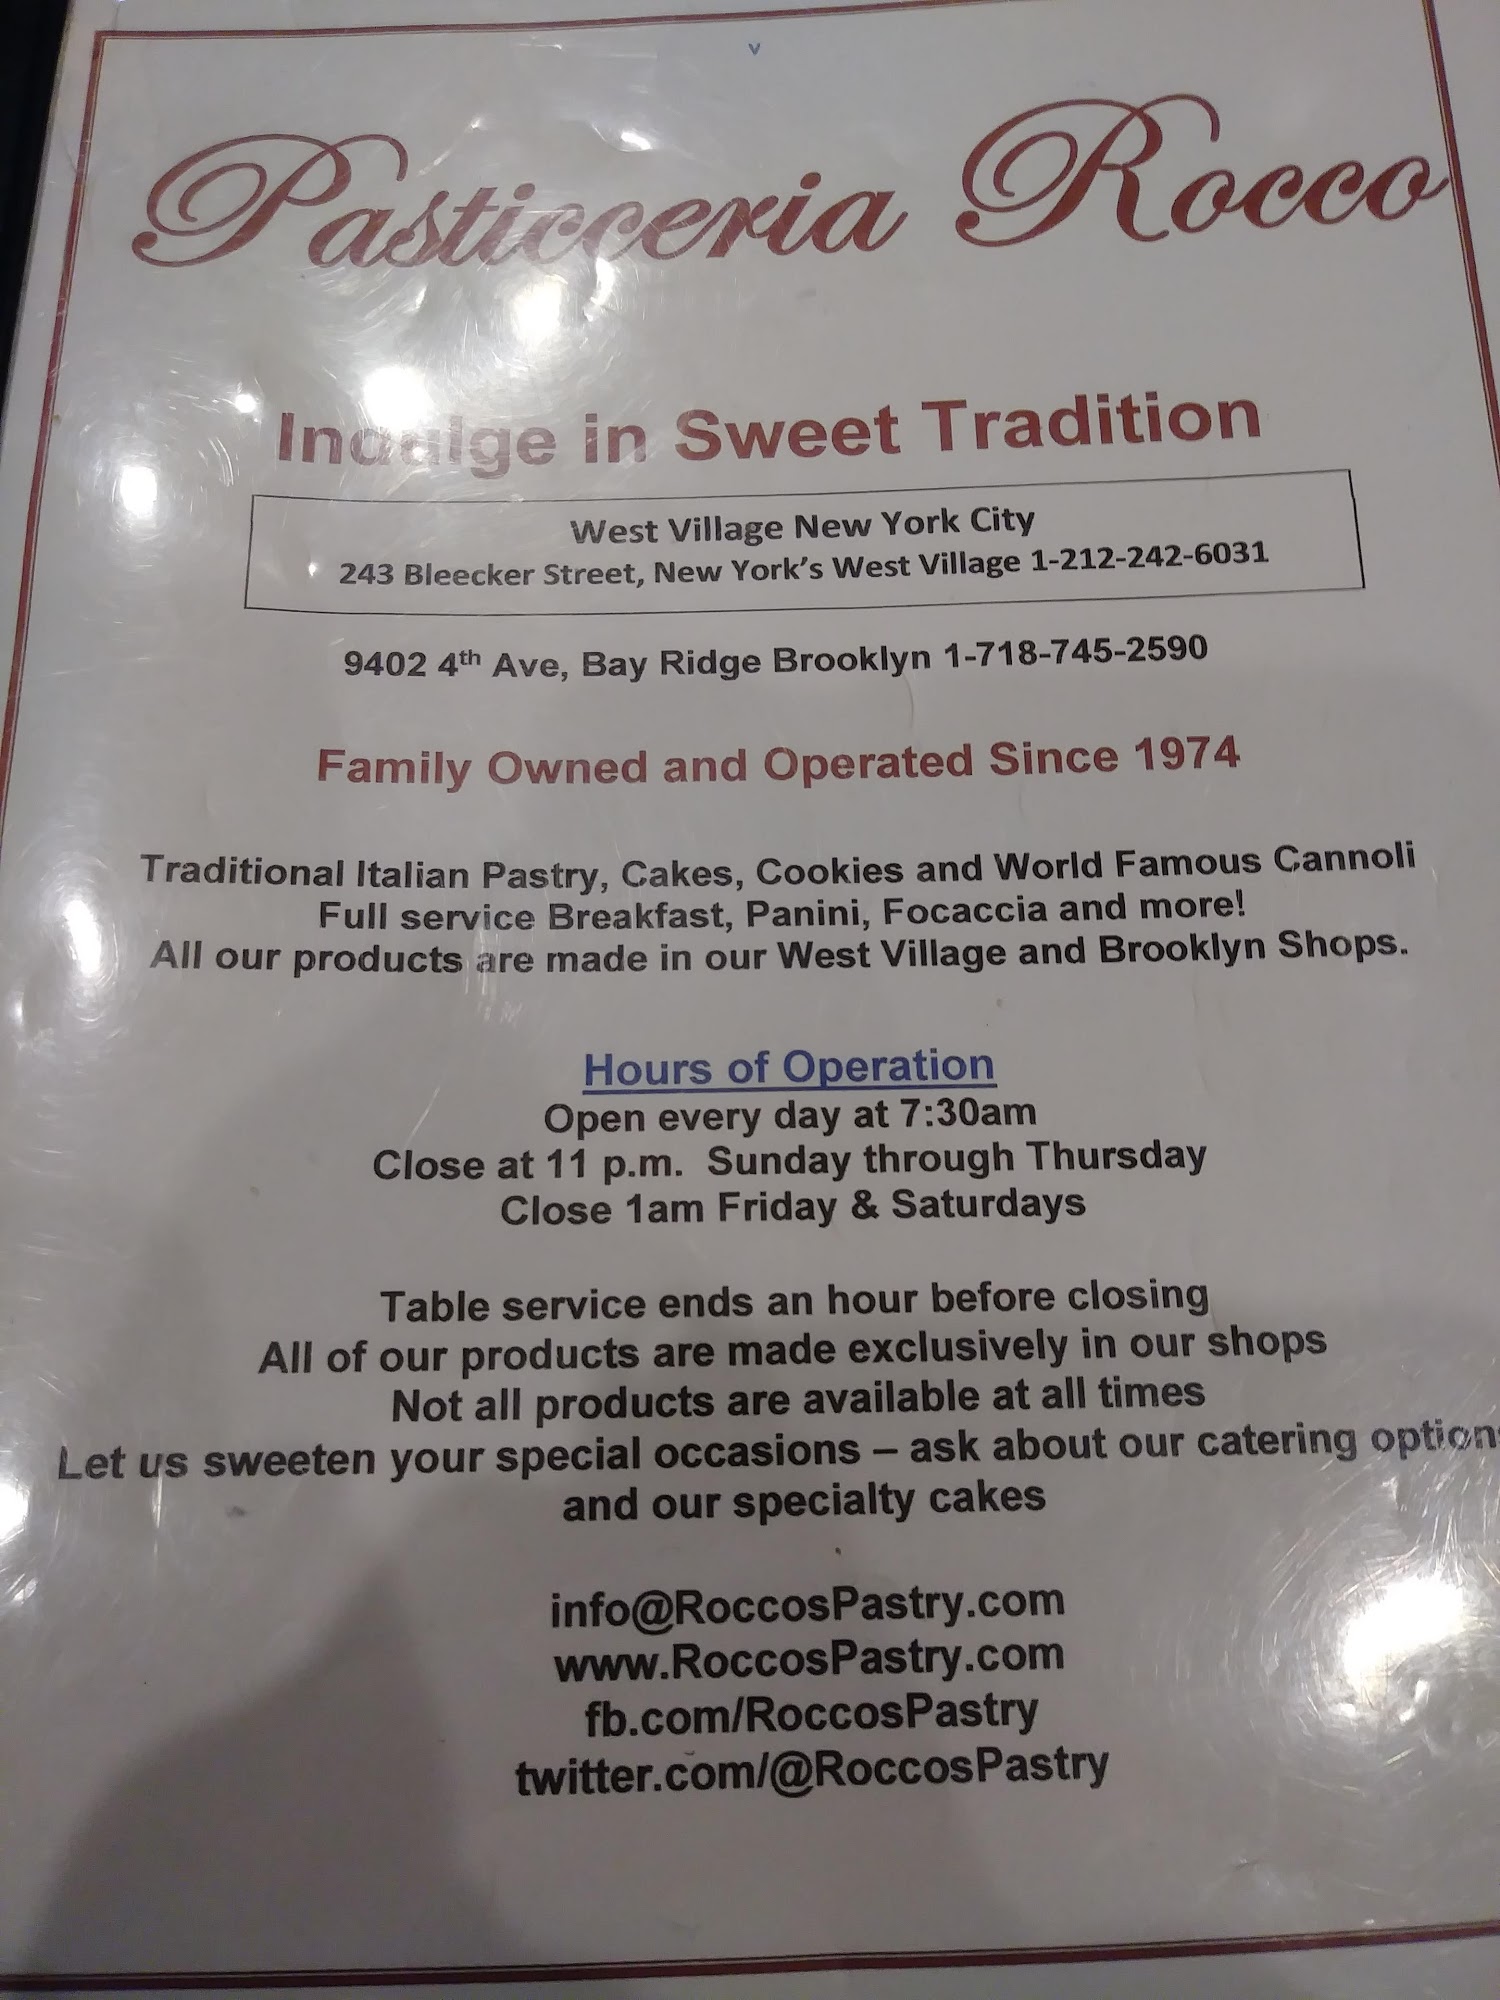 v
Pasticceria Rocco
Indulge in Sweet Tradition
West Village New York City
243 Bleecker Street, New York's West Village 1-212-242-6031
9402 4th Ave, Bay Ridge Brooklyn 1-718-745-2590
Family Owned and Operated Since 1974
Traditional Italian Pastry, Cakes, Cookies and World Famous Cannoli
Full service Breakfast, Panini, Focaccia and more!
All our products are made in our West Village and Brooklyn Shops.
Hours of Operation
Open every day at 7:30am
Close at 11 p.m. Sunday through Thursday
Close 1am Friday & Saturdays
Table service ends an hour before closing
All of our products are made exclusively in our shops
Not all products are available at all times
Let us sweeten your special occasions – ask about our catering options
and our specialty cakes
info@RoccosPastry.com
www.RoccosPastry.com
fb.com/RoccosPastry
twitter.com/@RoccosPastry